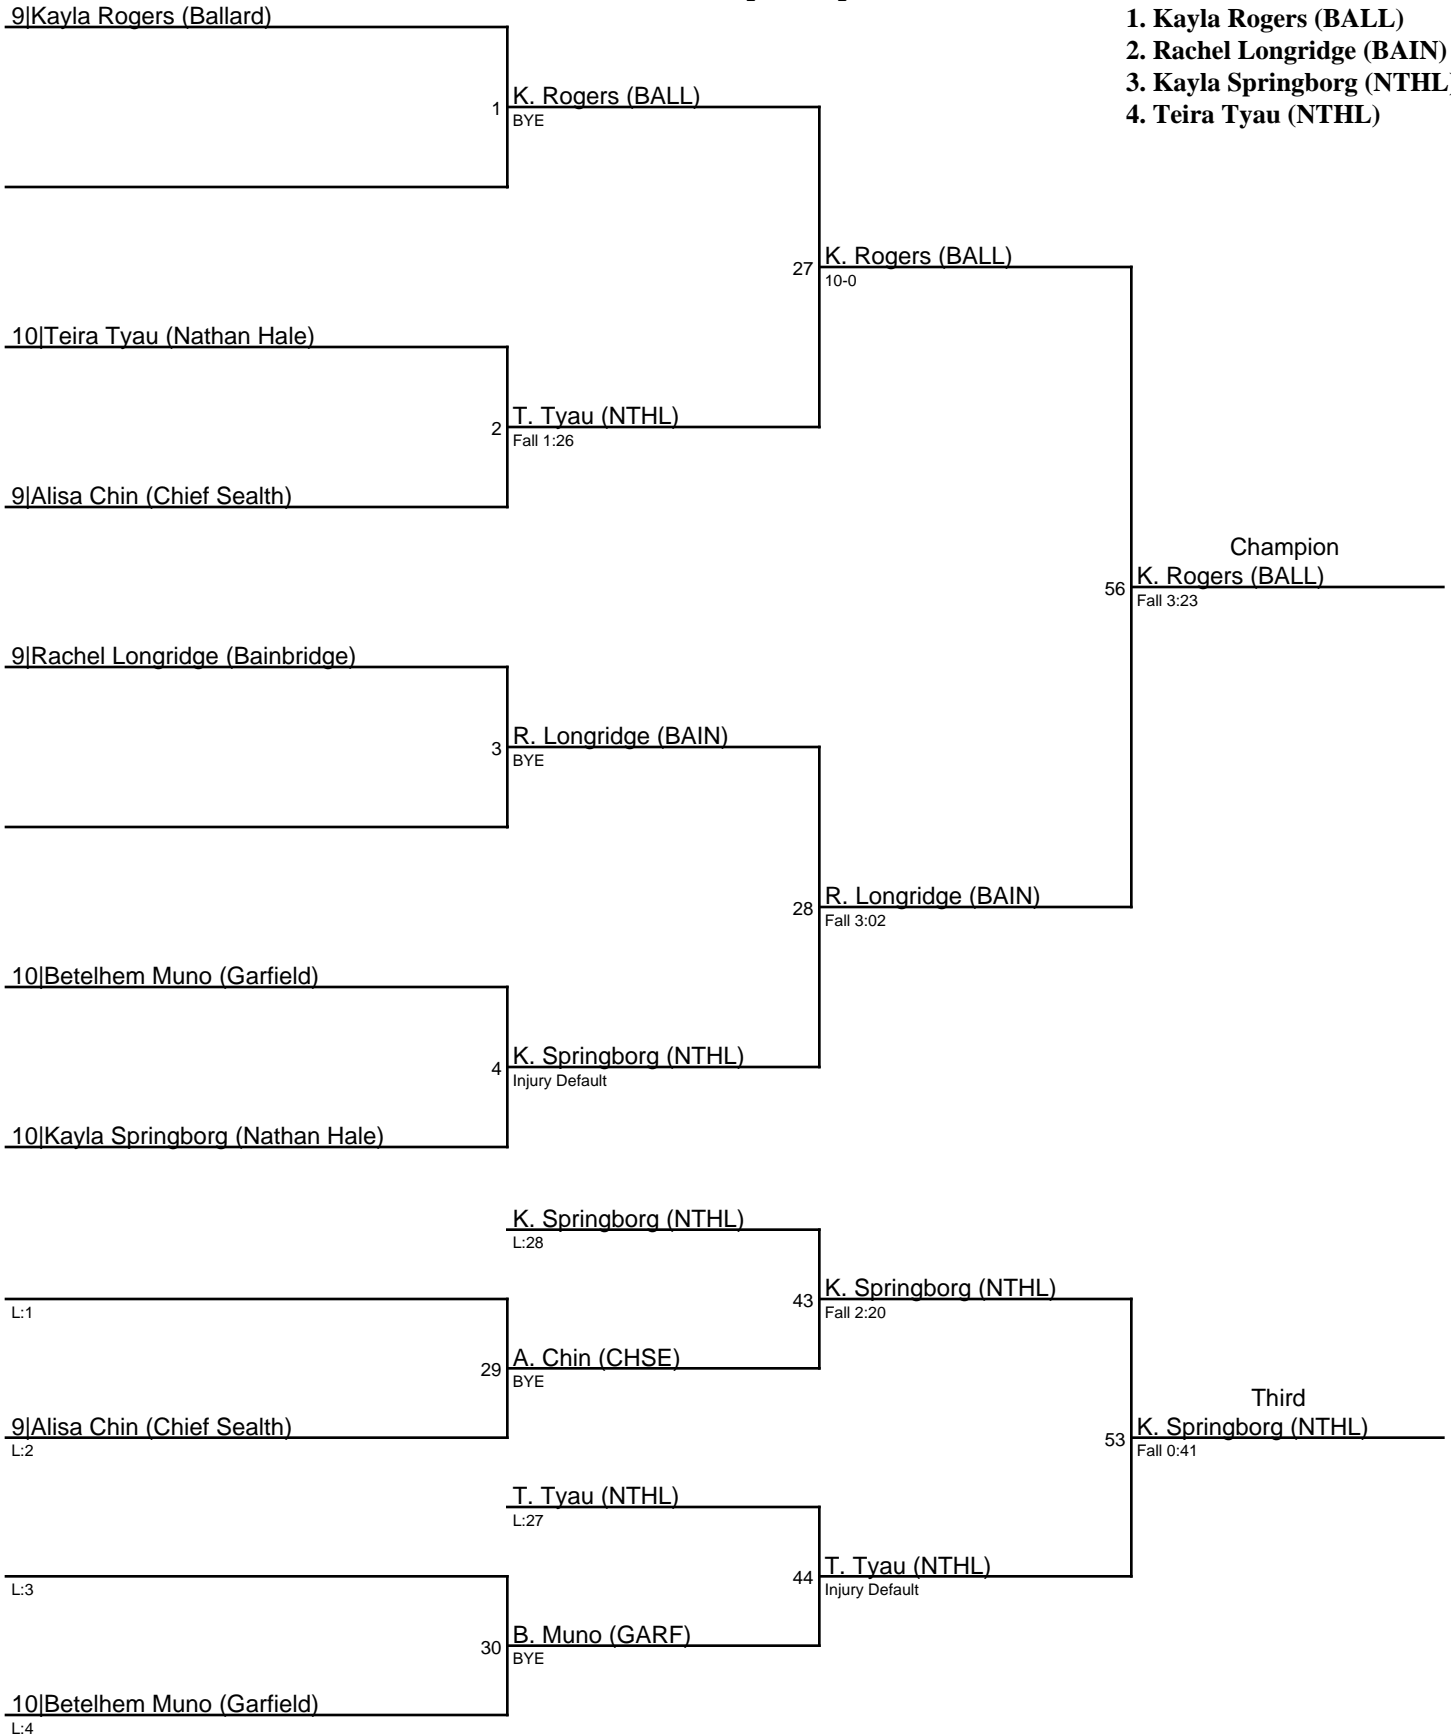 9|Kayla Rogers (Ballard)
1. Kayla Rogers (BALL)
2. Rachel Longridge (BAIN)
3. Kayla Springborg (NTHL)
4. Teira Tyau (NTHL)
1
K. Rogers (BALL)
BYE
27
K. Rogers (BALL)
10-0
10|Teira Tyau (Nathan Hale)
2
T. Tyau (NTHL)
Fall 1:26
9|Alisa Chin (Chief Sealth)
Champion
56
K. Rogers (BALL)
Fall 3:23
9|Rachel Longridge (Bainbridge)
3
R. Longridge (BAIN)
BYE
28
R. Longridge (BAIN)
Fall 3:02
10|Betelhem Muno (Garfield)
4
K. Springborg (NTHL)
Injury Default
10|Kayla Springborg (Nathan Hale)
K. Springborg (NTHL)
L:28
L:1
43
K. Springborg (NTHL)
Fall 2:20
29
A. Chin (CHSE)
BYE
9|Alisa Chin (Chief Sealth)
L:2
Third
53
K. Springborg (NTHL)
Fall 0:41
T. Tyau (NTHL)
L:27
L:3
44
T. Tyau (NTHL)
Injury Default
30
B. Muno (GARF)
BYE
10|Betelhem Muno (Garfield)
L:4